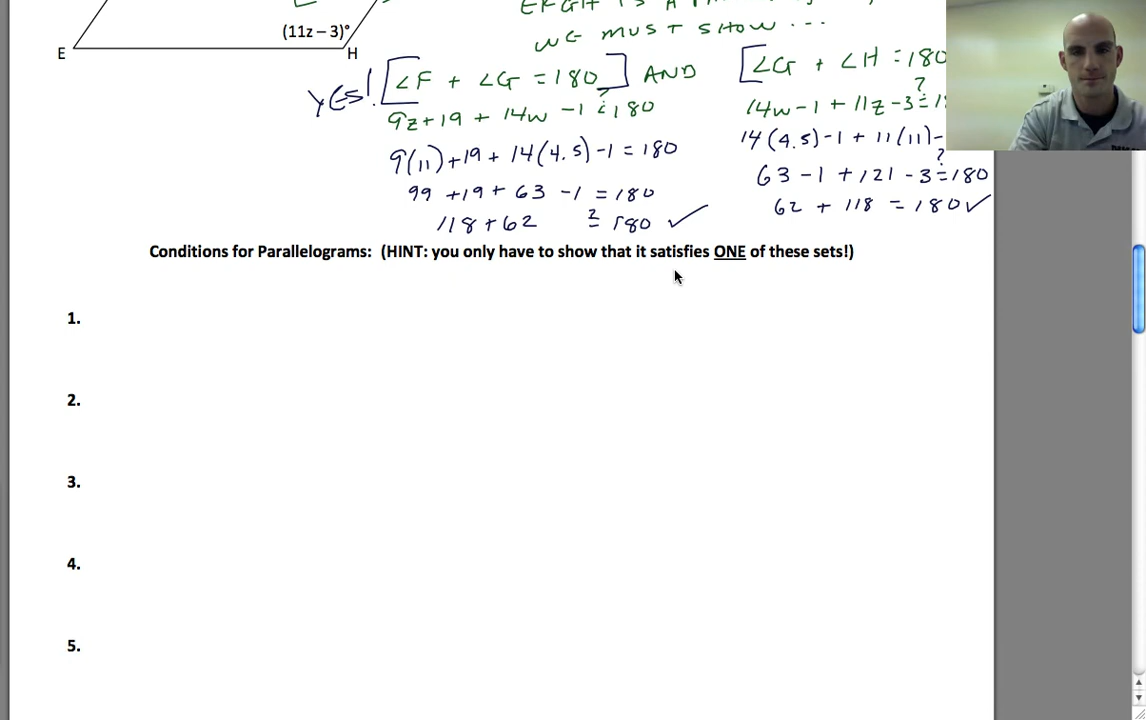 EFGH IS A
(11z – 3)°
WE MUST SHOW ...
E
H
YES! [∠F + ∠G = 180] AND [∠G + ∠H = 180
9z + 19 + 14w - 1 ≟ 180
14w - 1 + 11z - 3 ≟ 1
9(11) + 19 + 14(4.5) - 1 = 180
14(4.5) - 1 + 11(11) -
99 + 19 + 63 - 1 = 180
63 - 1 + 121 - 3 ≟ 180
118 + 62 ≟ 180 ✓
62 + 118 = 180 ✓
Conditions for Parallelograms: (HINT: you only have to show that it satisfies ONE of these sets!)
1.
2.
3.
4.
5.